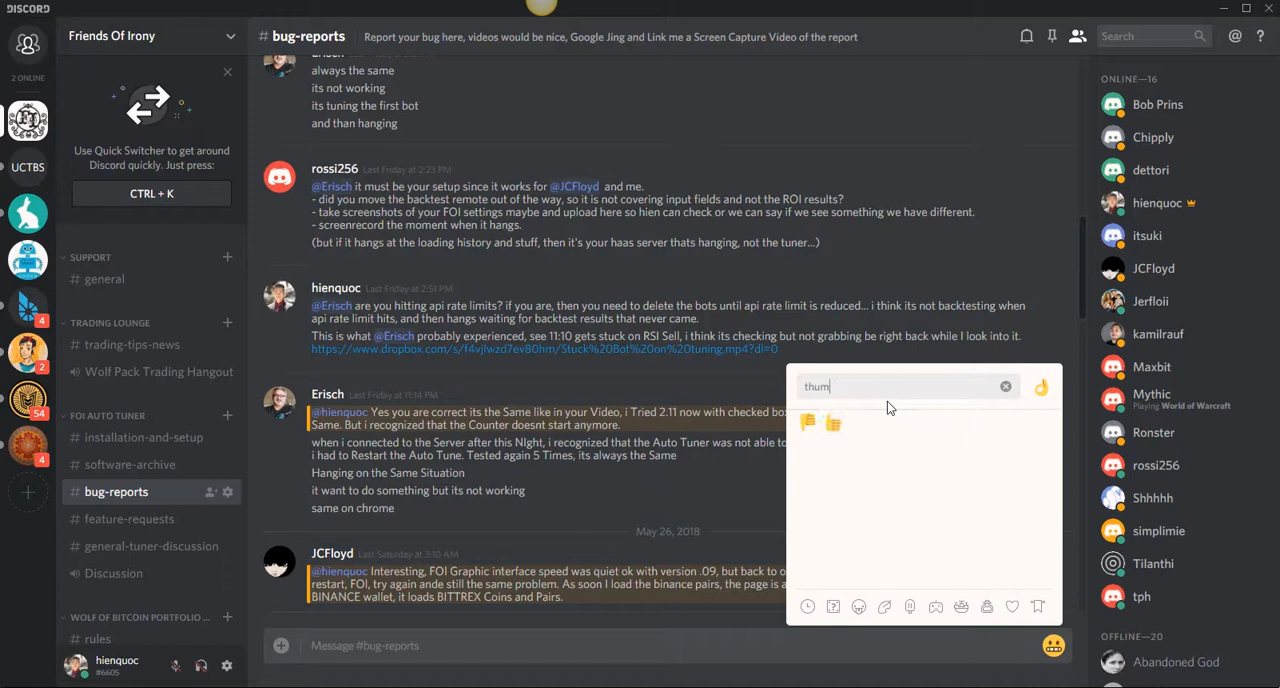 DISCORD
Friends Of Irony
# bug-reports
Report your bug here, videos would be nice, Google Jing and Link me a Screen Capture Video of the report
Search
2 ONLINE
UCTBS
4
2
54
4
Use Quick Switcher to get around
Discord quickly. Just press:
CTRL + K
SUPPORT
# general
TRADING LOUNGE
# trading-tips-news
Wolf Pack Trading Hangout
FOI AUTO TUNER
# installation-and-setup
# software-archive
# bug-reports
# feature-requests
# general-tuner-discussion
Discussion
WOLF OF BITCOIN PORTFOLIO ...
# rules
hienquoc
#6605
always the same
its not working
its tuning the first bot
and than hanging
rossi256 Last Friday at 2:23 PM
@Erisch it must be your setup since it works for @JCFloyd and me.
- did you move the backtest remote out of the way, so it is not covering input fields and not the ROI results?
- take screenshots of your FOI settings maybe and upload here so hien can check or we can say if we see something we have different.
- screenrecord the moment when it hangs.
(but if it hangs at the loading history and stuff, then it's your haas server thats hanging, not the tuner...)
hienquoc Last Friday at 2:51 PM
@Erisch are you hitting api rate limits? if you are, then you need to delete the bots until api rate limit is reduced... i think its not backtesting when
api rate limit hits, and then hangs waiting for backtest results that never came.
This is what @Erisch probably experienced, see 11:10 gets stuck on RSI Sell, i think its checking but not grabbing be right back while I look into it.
https://www.dropbox.com/s/f4vjlwzd7ev80hm/Stuck%20Bot%20on%20tuning.mp4?dl=0
Erisch Last Friday at 11:14 PM
@hienquoc Yes you are correct its the Same like in your Video, i Tried 2.11 now with checked bo
Same. But i recognized that the Counter doesnt start anymore.
when i connected to the Server after this NIght, i recognized that the Auto Tuner was not able to
i had to Restart the Auto Tune. Tested again 5 Times, its always the Same
Hanging on the Same Situation
it want to do something but its not working
same on chrome
May 26, 2018
JCFloyd Last Saturday at 3:10 AM
@hienquoc Interesting, FOI Graphic interface speed was quiet ok with version .09, but back to o
restart, FOI, try again ande still the same problem. As soon I load the binance pairs, the page is a
BINANCE wallet, it loads BITTREX Coins and Pairs.
Message #bug-reports
thum
ONLINE—16
Bob Prins
Chipply
dettori
hienquoc
itsuki
JCFloyd
Jerfloii
kamilrauf
Maxbit
Mythic
Playing World of Warcraft
Ronster
rossi256
Shhhhh
simplimie
Tilanthi
tph
OFFLINE—20
Abandoned God